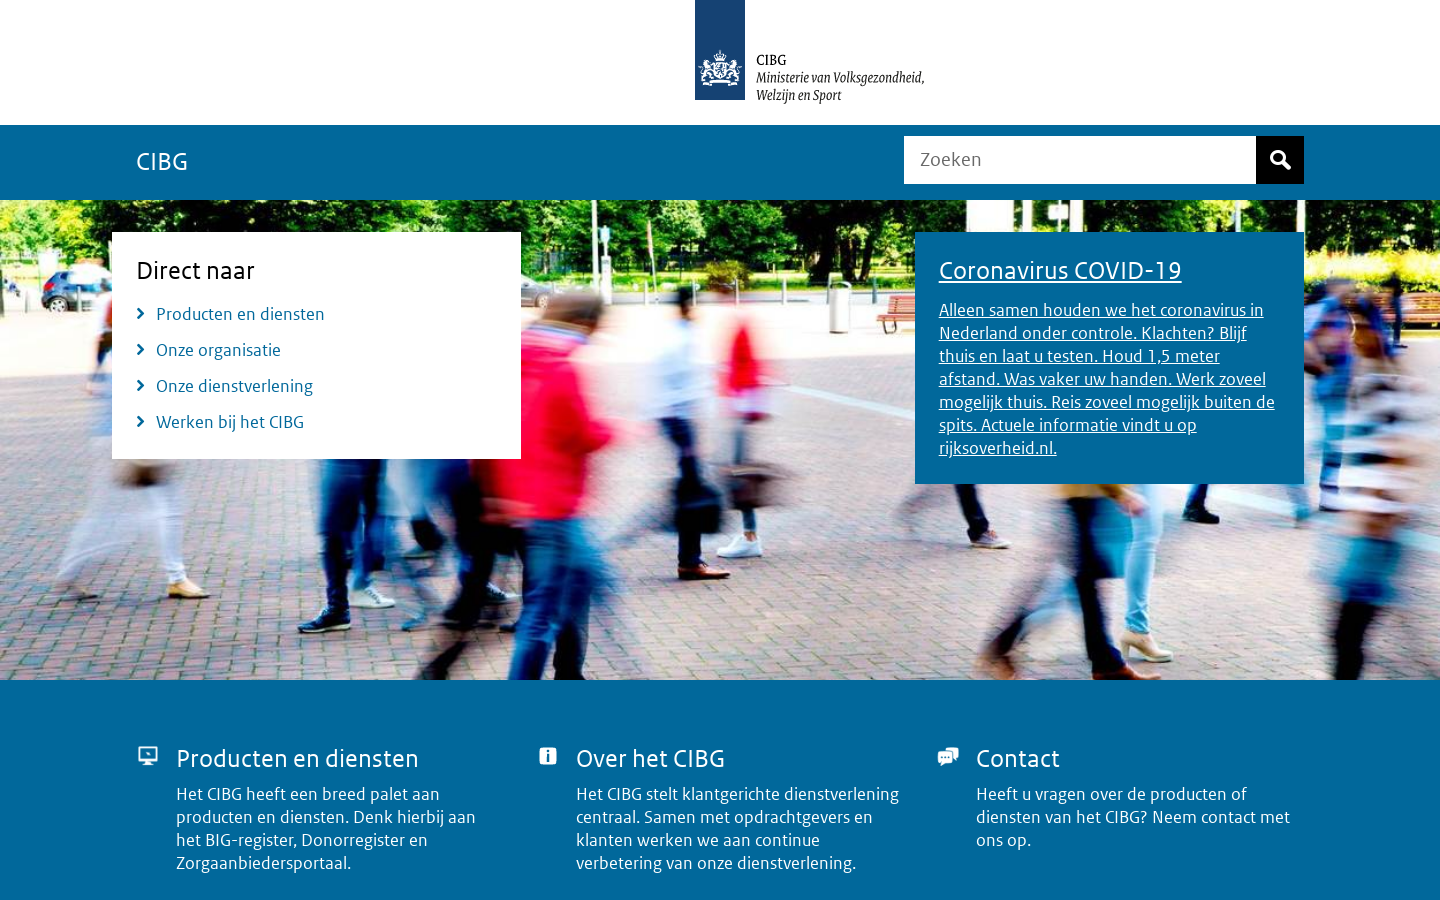 CIBG
Ministerie van Volksgezondheid,
Welzijn en Sport
CIBG
Zoeken
Direct naar
Producten en diensten
Onze organisatie
Onze dienstverlening
Werken bij het CIBG
Coronavirus COVID-19
Alleen samen houden we het coronavirus in
Nederland onder controle. Klachten? Blijf
thuis en laat u testen. Houd 1,5 meter
afstand. Was vaker uw handen. Werk zoveel
mogelijk thuis. Reis zoveel mogelijk buiten de
spits. Actuele informatie vindt u op
rijksoverheid.nl.
Producten en diensten
Het CIBG heeft een breed palet aan
producten en diensten. Denk hierbij aan
het BIG-register, Donorregister en
Zorgaanbiedersportaal.
Over het CIBG
Het CIBG stelt klantgerichte dienstverlening
centraal. Samen met opdrachtgevers en
klanten werken we aan continue
verbetering van onze dienstverlening.
Contact
Heeft u vragen over de producten of
diensten van het CIBG? Neem contact met
ons op.